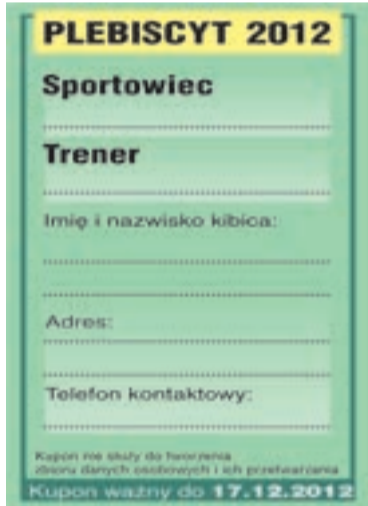 PLEBISCYT 2012
Sportowiec
Trener
Imię i nazwisko kibica:
Adres:
Telefon kontaktowy:
Kupon nie służy do tworzenia
zbioru danych osobowych i ich przetwarzania
Kupon ważny do 17.12.2012